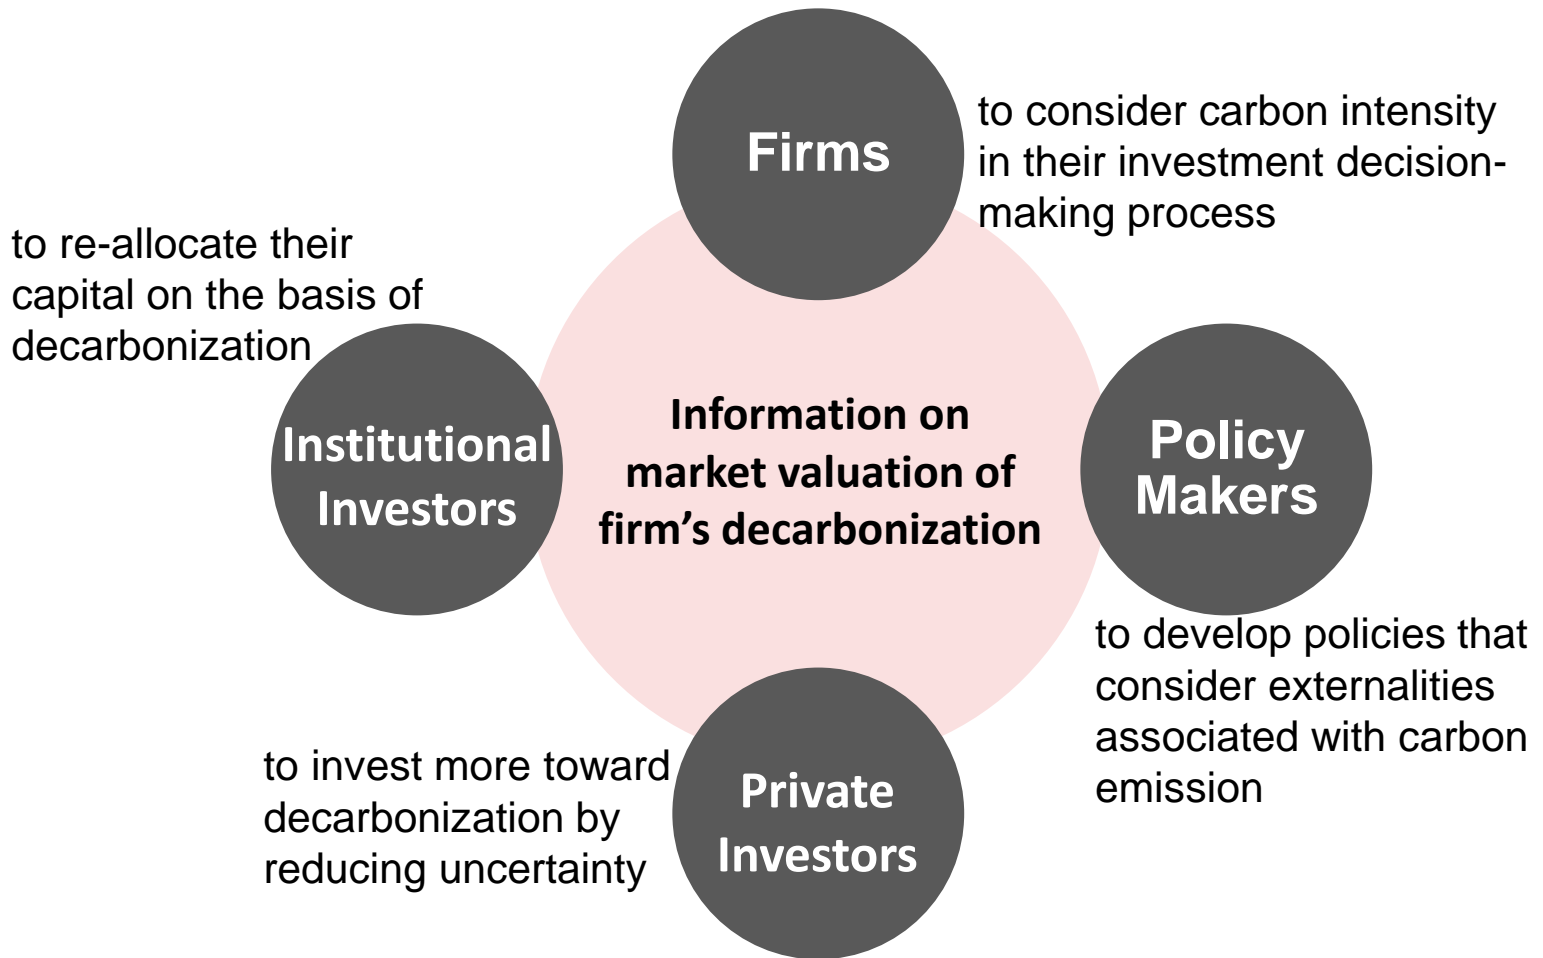 Firms
to consider carbon intensity
in their investment decision-
making process
to re-allocate their
capital on the basis of
decarbonization
Institutional
Investors
Information on
market valuation of
firm’s decarbonization
Policy
Makers
to develop policies that
consider externalities
associated with carbon
emission
to invest more toward
decarbonization by
reducing uncertainty
Private
Investors